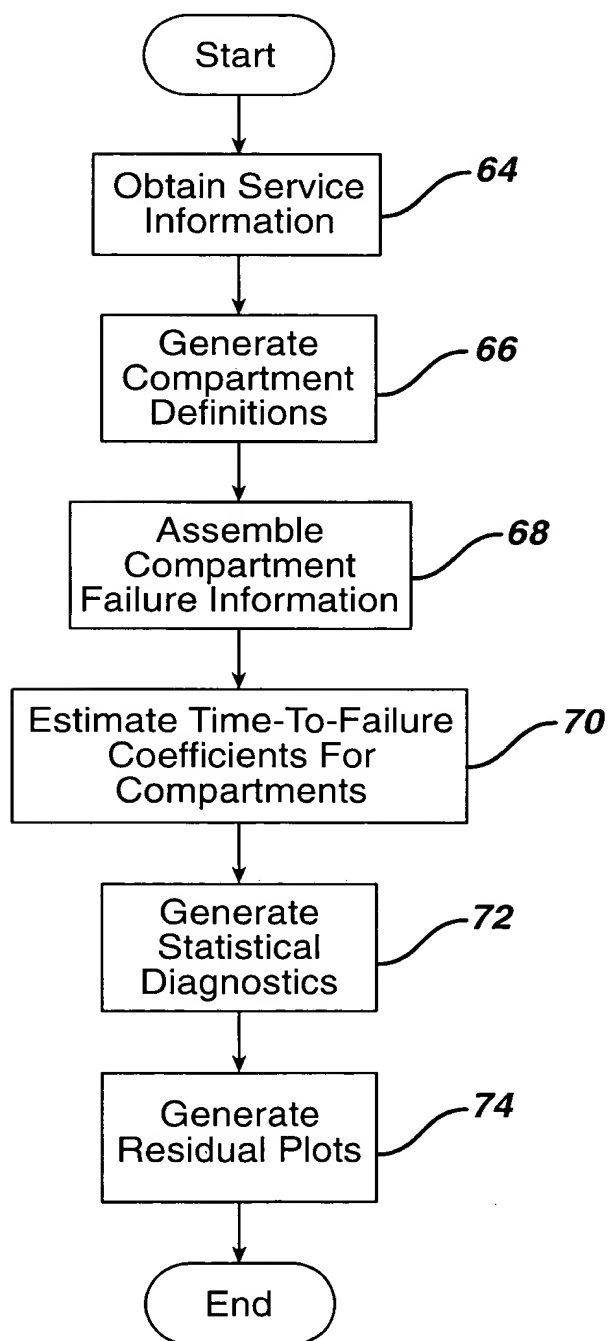 Start
Obtain Service
Information
64
Generate
Compartment
Definitions
66
Assemble
Compartment
Failure Information
68
Estimate Time-To-Failure
Coefficients For
Compartments
70
Generate
Statistical
Diagnostics
72
Generate
Residual Plots
74
End